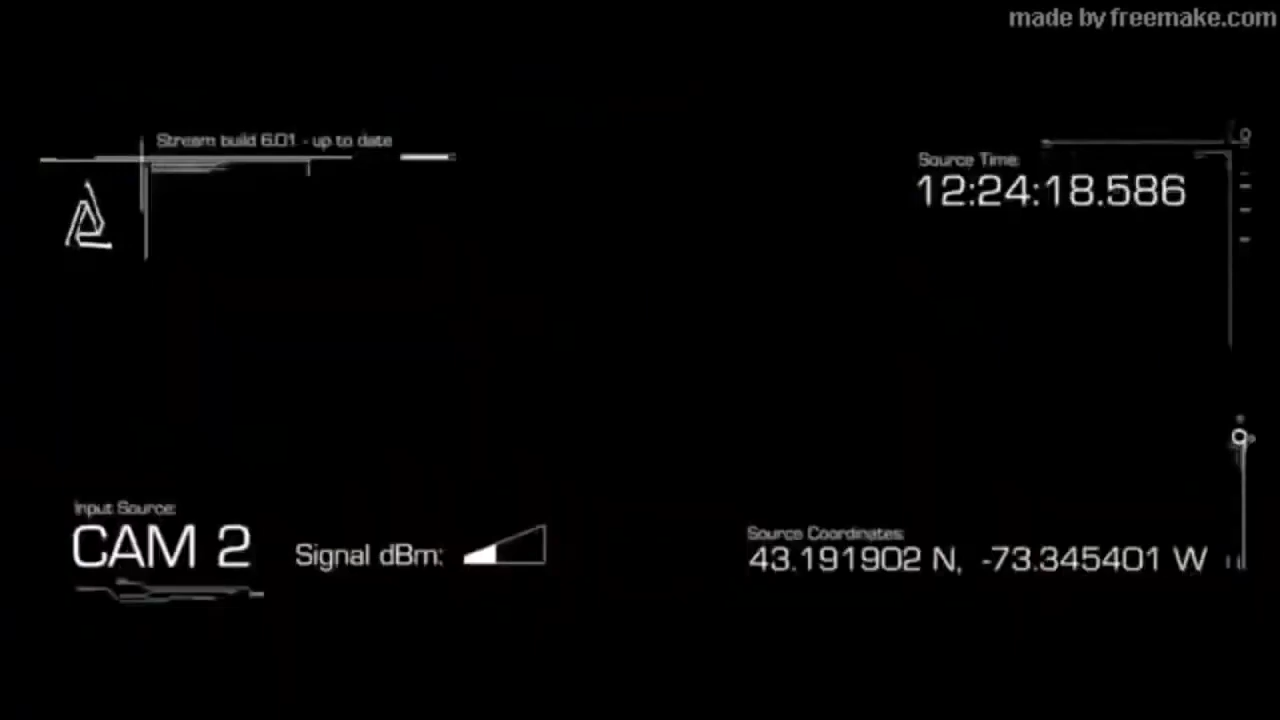 made by freemake.com
Stream build 6.01 - up to date
Source Time:
12:24:18.586
Input Source:
CAM 2
Signal dBm:
Source Coordinates:
43.191902 N, -73.345401 W